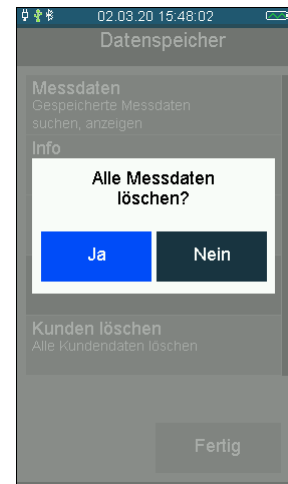 02.03.20 15:48:02
Datenspeicher
Messdaten
Gespeicherte Messdaten
suchen, anzeigen
Info
Alle Messdaten
löschen?
Ja
Nein
Kunden löschen
Alle Kundendaten löschen
Fertig